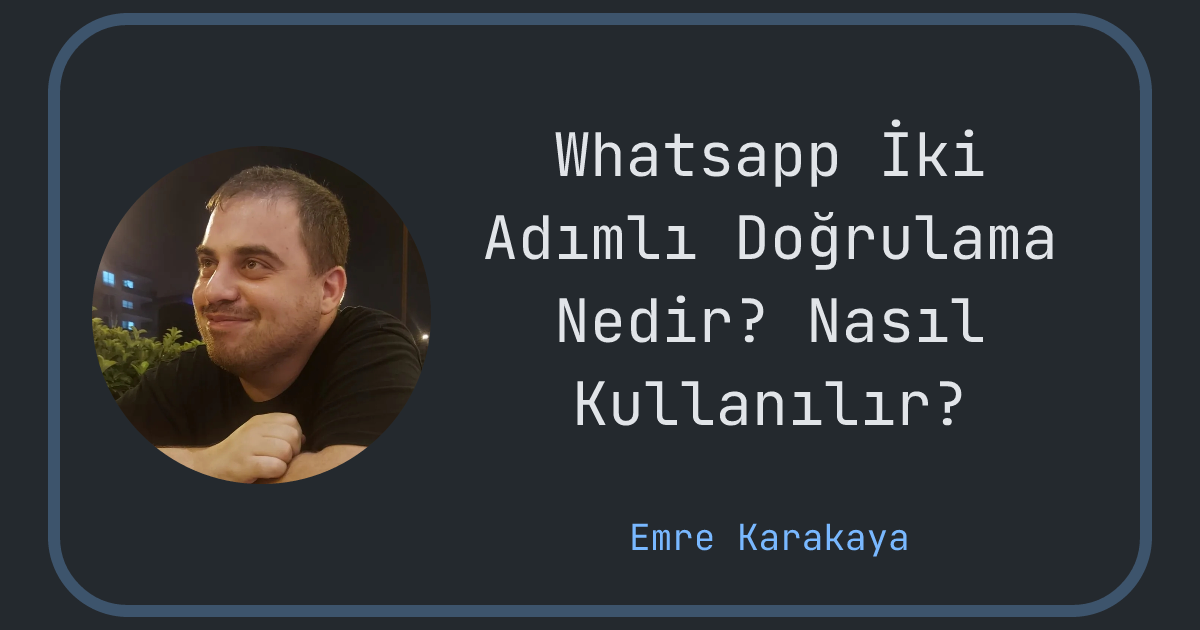 Whatsapp İki
Adımlı Doğrulama
Nedir? Nasıl
Kullanılır?
Emre Karakaya